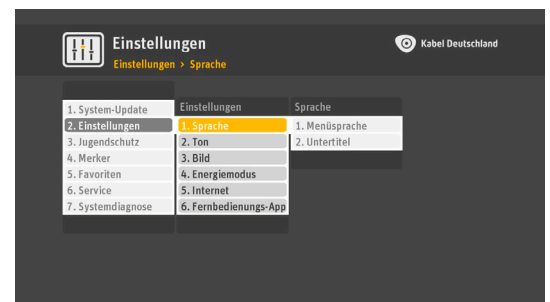 Einstellungen
Einstellungen > Sprache
Kabel Deutschland
1. System-Update
2. Einstellungen
3. Jugendschutz
4. Merker
5. Favoriten
6. Service
7. Systemdiagnose
Einstellungen
1. Sprache
2. Ton
3. Bild
4. Energiemodus
5. Internet
6. Fernbedienungs-App
Sprache
1. Menüsprache
2. Untertitel